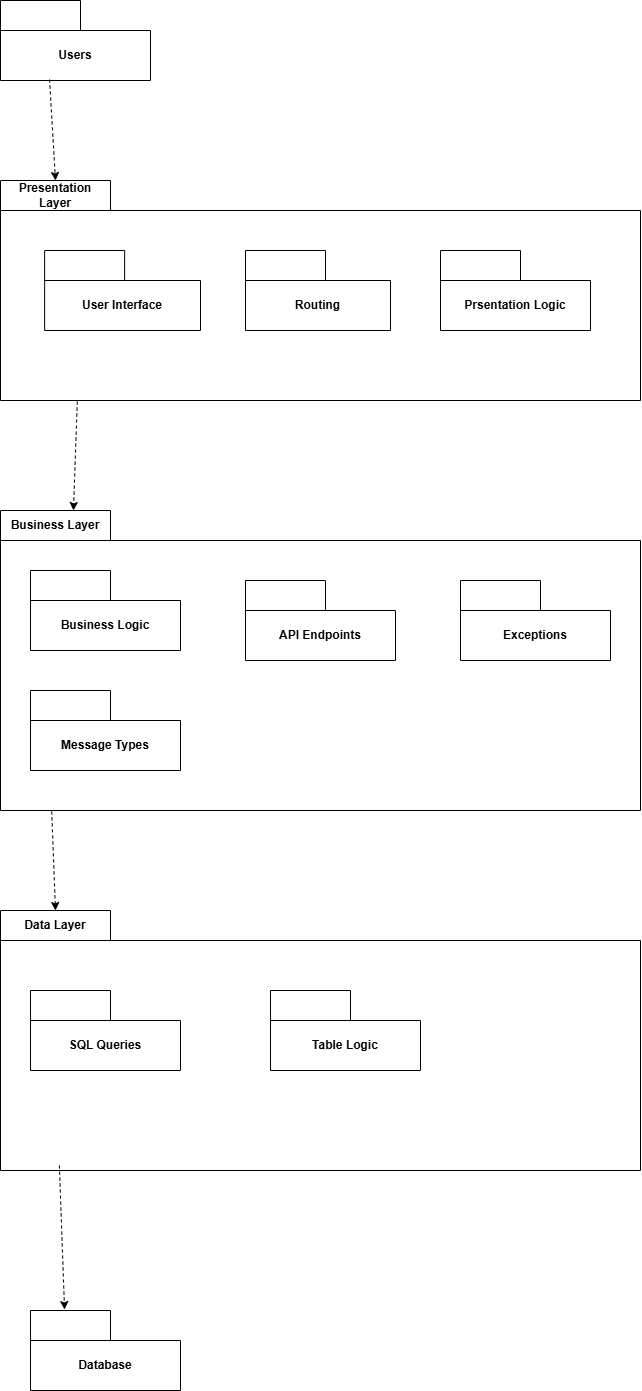 Users
Presentation
Layer
User Interface
Routing
Prsentation Logic
Business Layer
Business Logic
API Endpoints
Exceptions
Message Types
Data Layer
SQL Queries
Table Logic
Database